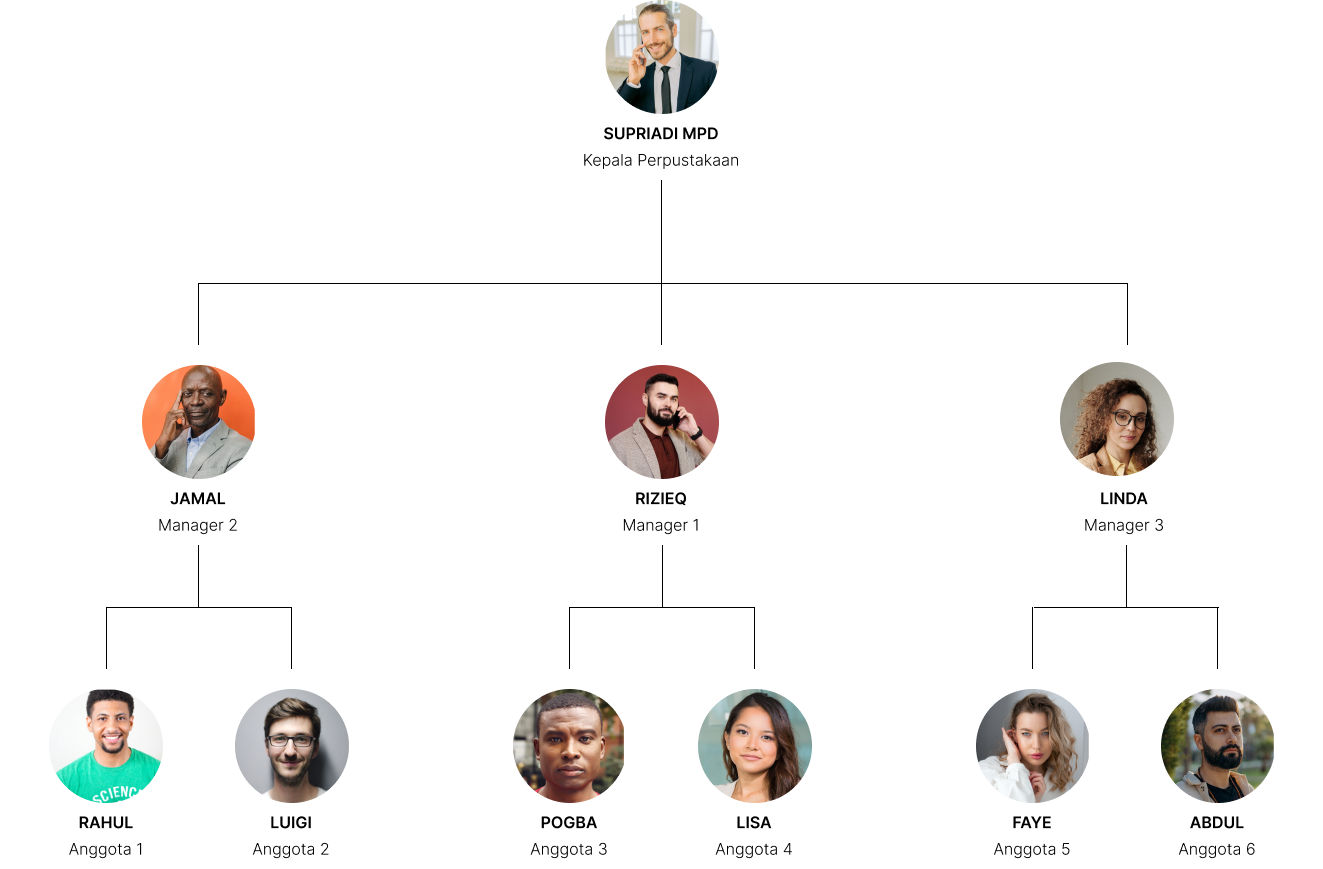 SUPRIADI MPD
Kepala Perpustakaan
JAMAL
Manager 2
RIZIEQ
Manager 1
LINDA
Manager 3
SCIENC
RAHUL
Anggota 1
LUIGI
Anggota 2
POGBA
Anggota 3
LISA
Anggota 4
FAYE
Anggota 5
ABDUL
Anggota 6